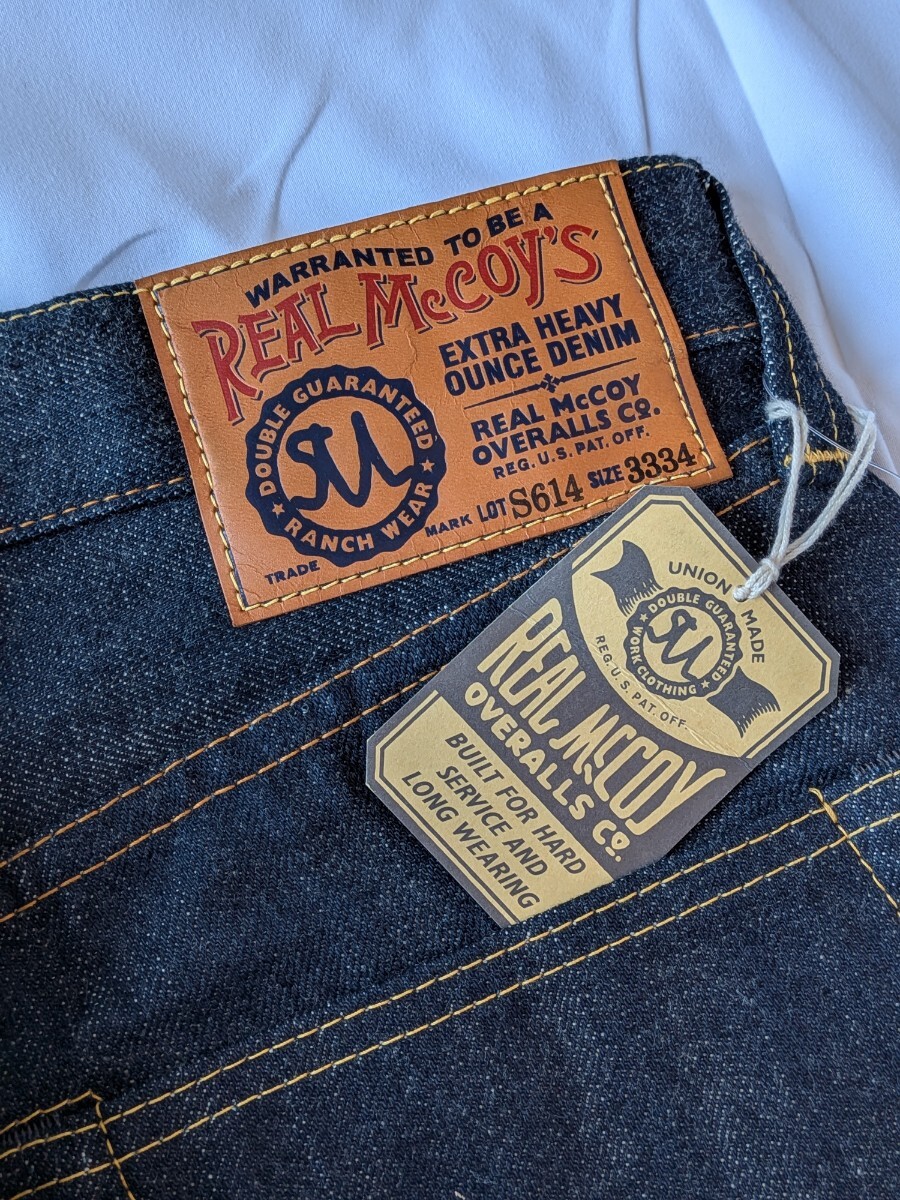 WARRANTED TO BE A
REAL McCOY'S
EXTRA HEAVY
OUNCE DENIM
REAL McCOY
OVERALLS Co.
REG. U.S. PAT. OFF.
DOUBLE GUARANTEED
SM
★ RANCH WEAR ★
TRADE MARK LOT S614 SIZE 3334
UNION MADE
DOUBLE GUARANTEED
SM
★ WORK CLOTHING ★
REG. U.S. PAT. OFF.
REAL McCOY
OVERALLS Co.
BUILT FOR HARD
SERVICE AND
LONG WEARING